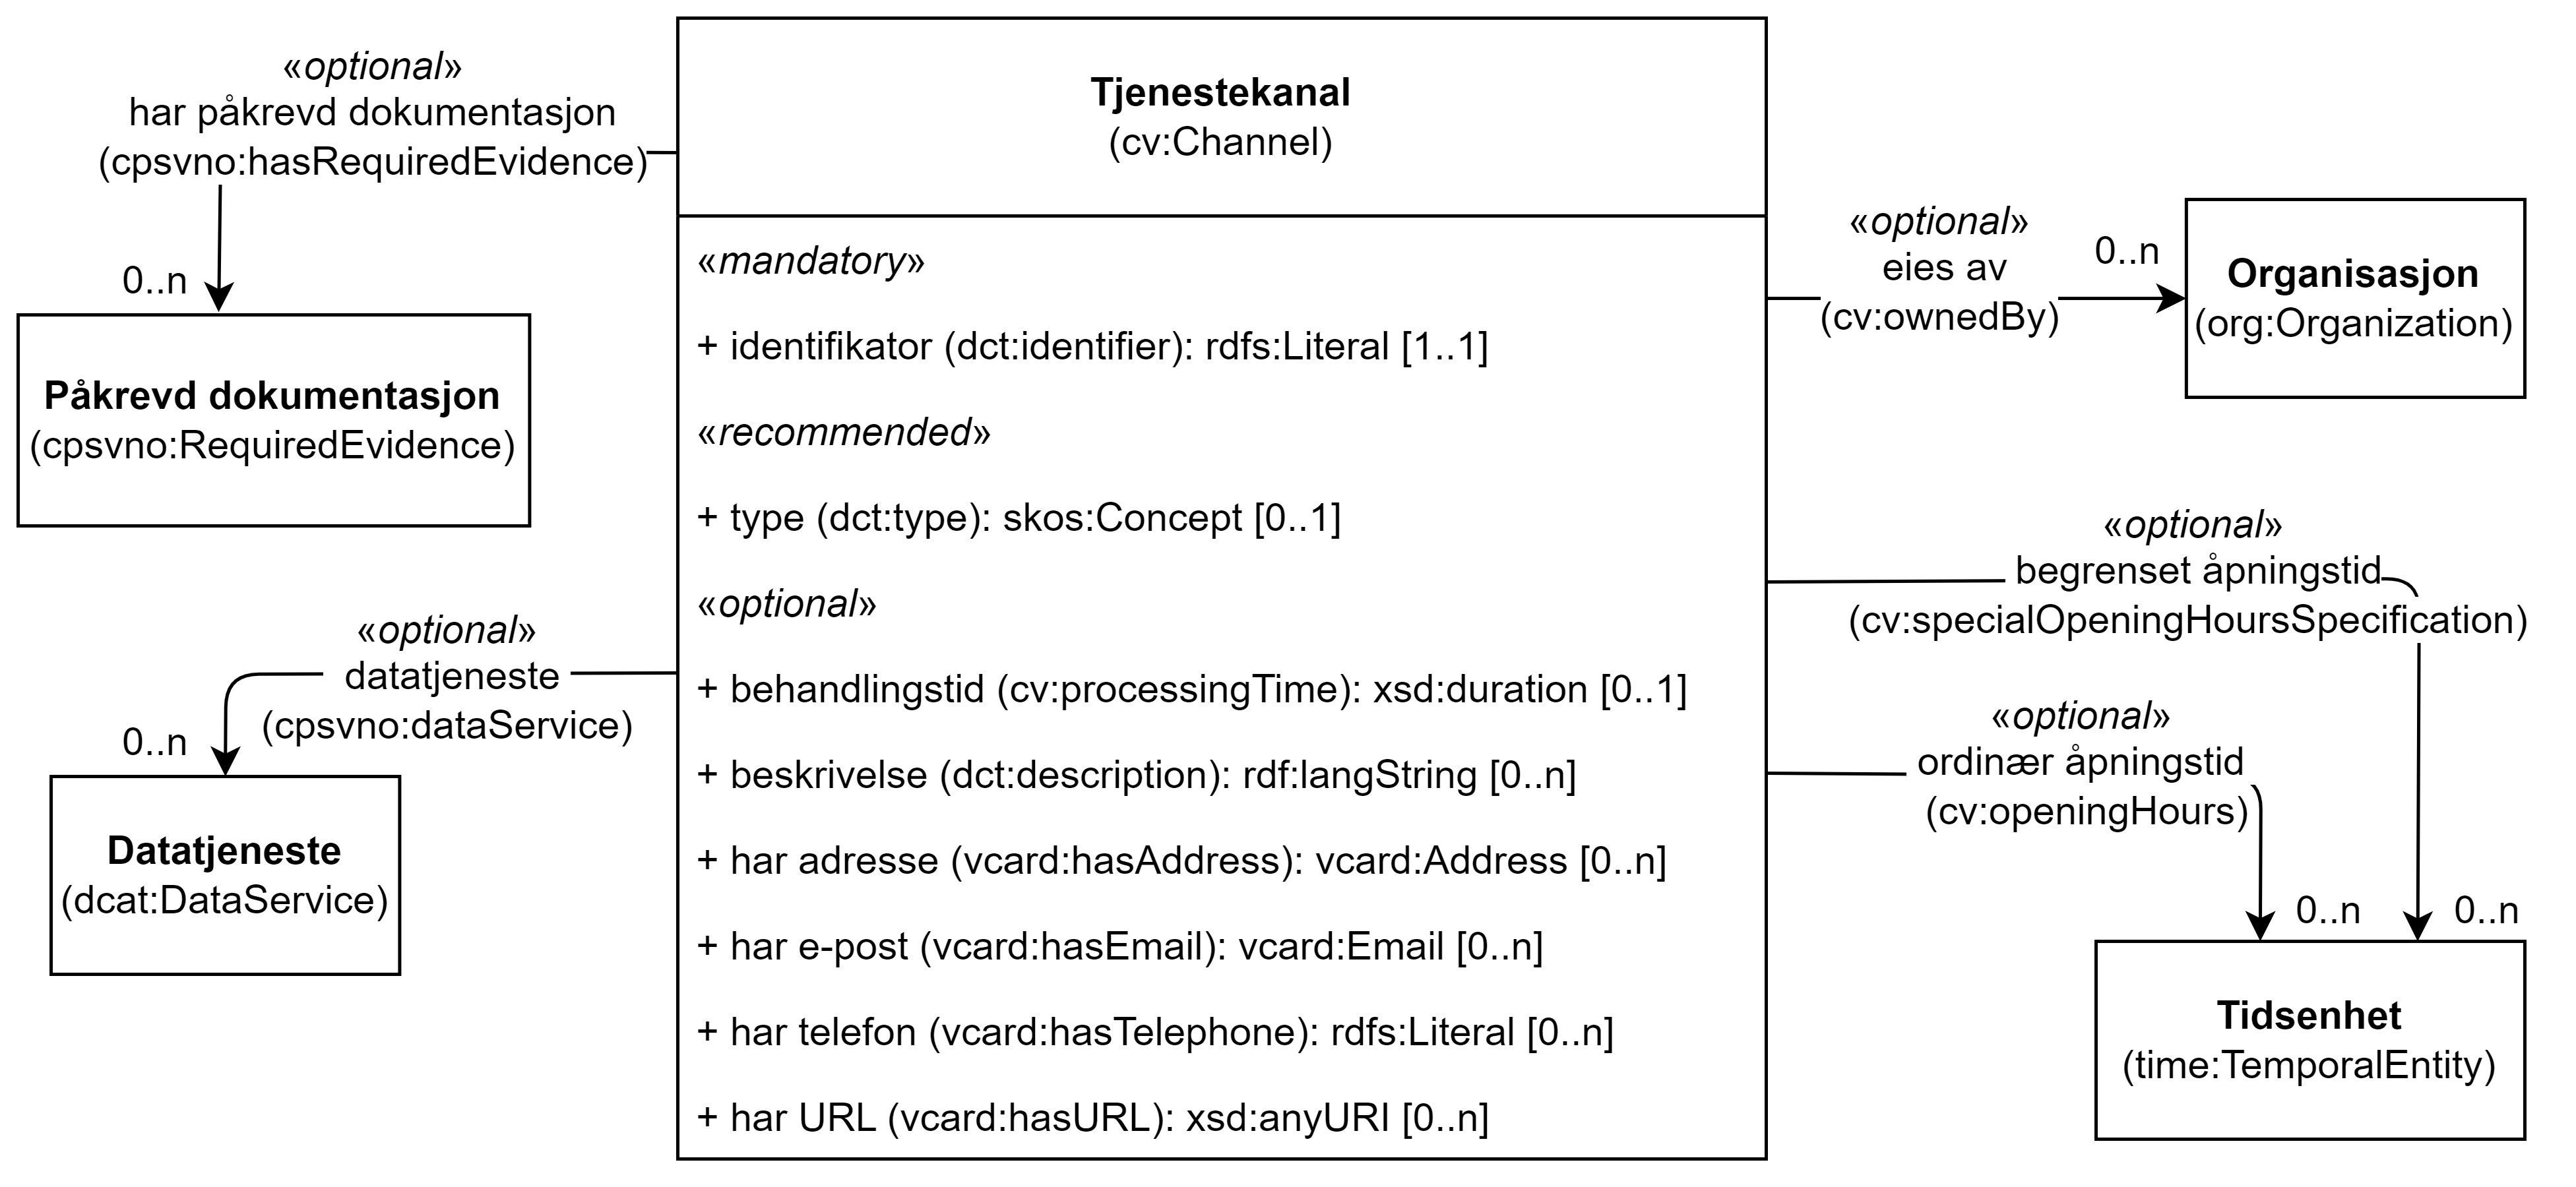 «optional»
har påkrevd dokumentasjon
(cpsvno:hasRequiredEvidence)
0..n
Påkrevd dokumentasjon
(cpsvno:RequiredEvidence)
«optional»
datatjeneste
(cpsvno:dataService)
0..n
Datatjeneste
(dcat:DataService)
Tjenestekanal
(cv:Channel)
«mandatory»
+ identifikator (dct:identifier): rdfs:Literal [1..1]
«recommended»
+ type (dct:type): skos:Concept [0..1]
«optional»
+ behandlingstid (cv:processingTime): xsd:duration [0..1]
+ beskrivelse (dct:description): rdf:langString [0..n]
+ har adresse (vcard:hasAddress): vcard:Address [0..n]
+ har e-post (vcard:hasEmail): vcard:Email [0..n]
+ har telefon (vcard:hasTelephone): rdfs:Literal [0..n]
+ har URL (vcard:hasURL): xsd:anyURI [0..n]
«optional»
eies av
(cv:ownedBy)
0..n
Organisasjon
(org:Organization)
«optional»
begrenset åpningstid
(cv:specialOpeningHoursSpecification)
«optional»
ordinær åpningstid
(cv:openingHours)
0..n
0..n
Tidsenhet
(time:TemporalEntity)